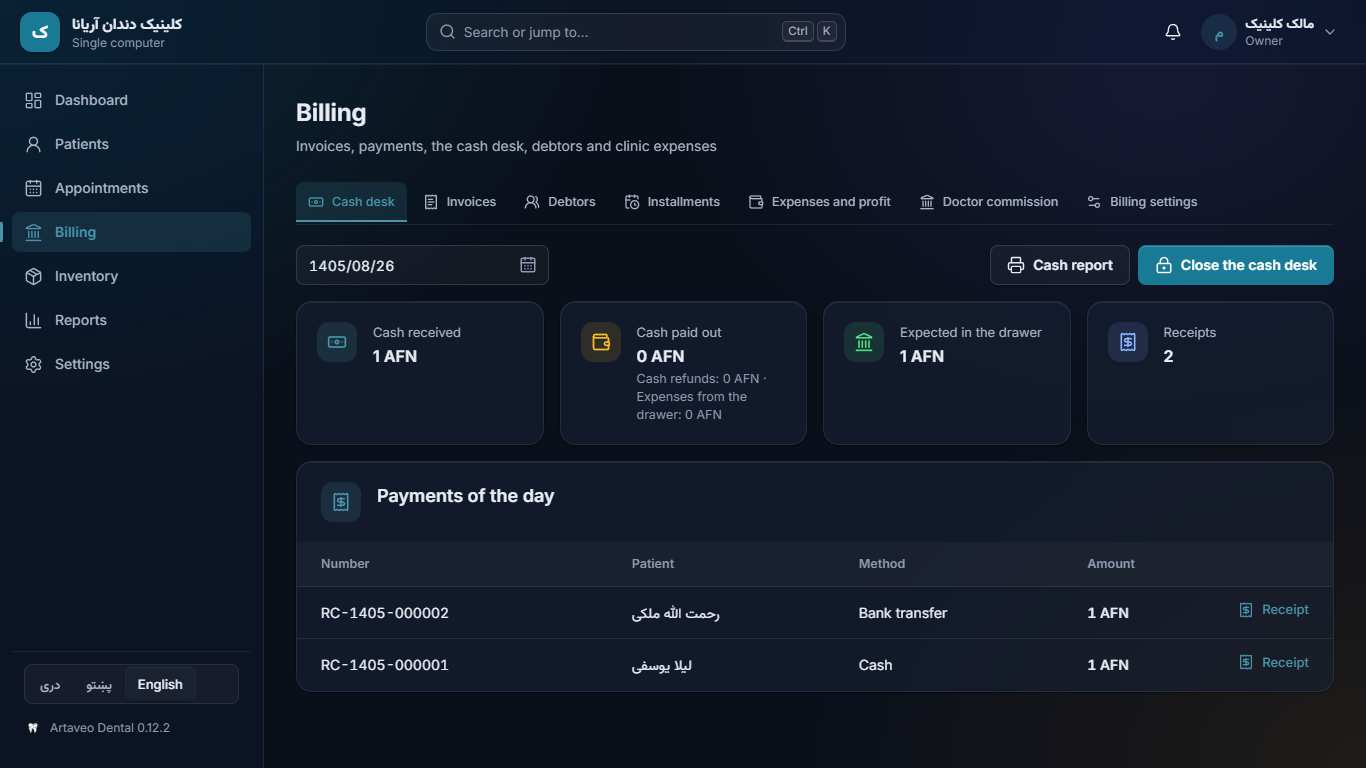 ک
کلینیک دندان آریانا
Single computer
Search or jump to...
Ctrl K
م
مالک کلینیک
Owner
Dashboard
Patients
Appointments
Billing
Inventory
Reports
Settings
دری
پښتو
English
Artaveo Dental 0.12.2
Billing
Invoices, payments, the cash desk, debtors and clinic expenses
Cash desk
Invoices
Debtors
Installments
Expenses and profit
Doctor commission
Billing settings
1405/08/26
Cash report
Close the cash desk
Cash received
1 AFN
Cash paid out
0 AFN
Cash refunds: 0 AFN ·
Expenses from the
drawer: 0 AFN
Expected in the drawer
1 AFN
Receipts
2
Payments of the day
Number Patient Method Amount
RC-1405-000002 رحمت الله ملکی Bank transfer 1 AFN Receipt
RC-1405-000001 لیلا یوسفی Cash 1 AFN Receipt